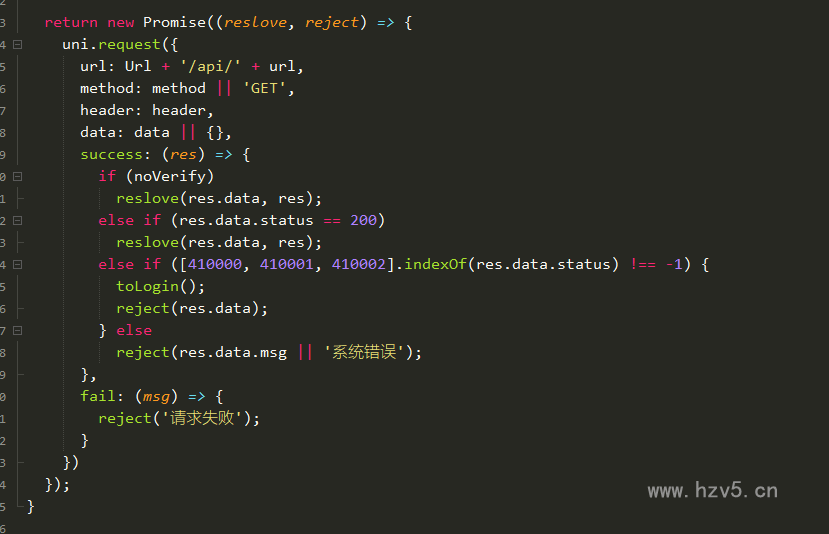 2
3 return new Promise((reslove, reject) => {
4 uni.request({
5 url: Url + '/api/' + url,
6 method: method || 'GET',
7 header: header,
8 data: data || {},
9 success: (res) => {
0 if (noVerify)
1 reslove(res.data, res);
2 else if (res.data.status == 200)
3 reslove(res.data, res);
4 else if ([410000, 410001, 410002].indexOf(res.data.status) !== -1) {
5 toLogin();
6 reject(res.data);
7 } else
8 reject(res.data.msg || '系统错误');
9 },
0 fail: (msg) => {
1 reject('请求失败');
2 }
3 })
4 });
5 }
6
www.hzv5.cn